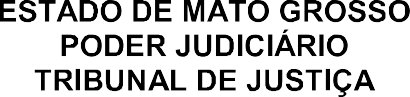 ESTADO DE MATO GROSSO
PODER JUDICIÁRIO
TRIBUNAL DE JUSTIÇA